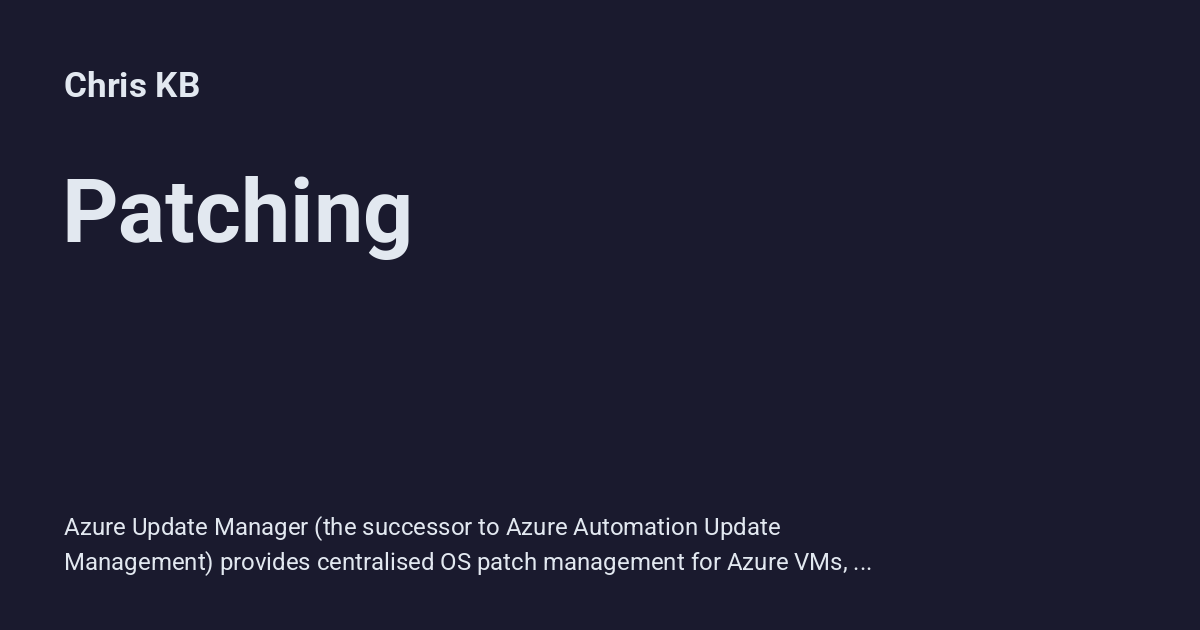 Chris KB
Patching
Azure Update Manager (the successor to Azure Automation Update
Management) provides centralised OS patch management for Azure VMs, ...